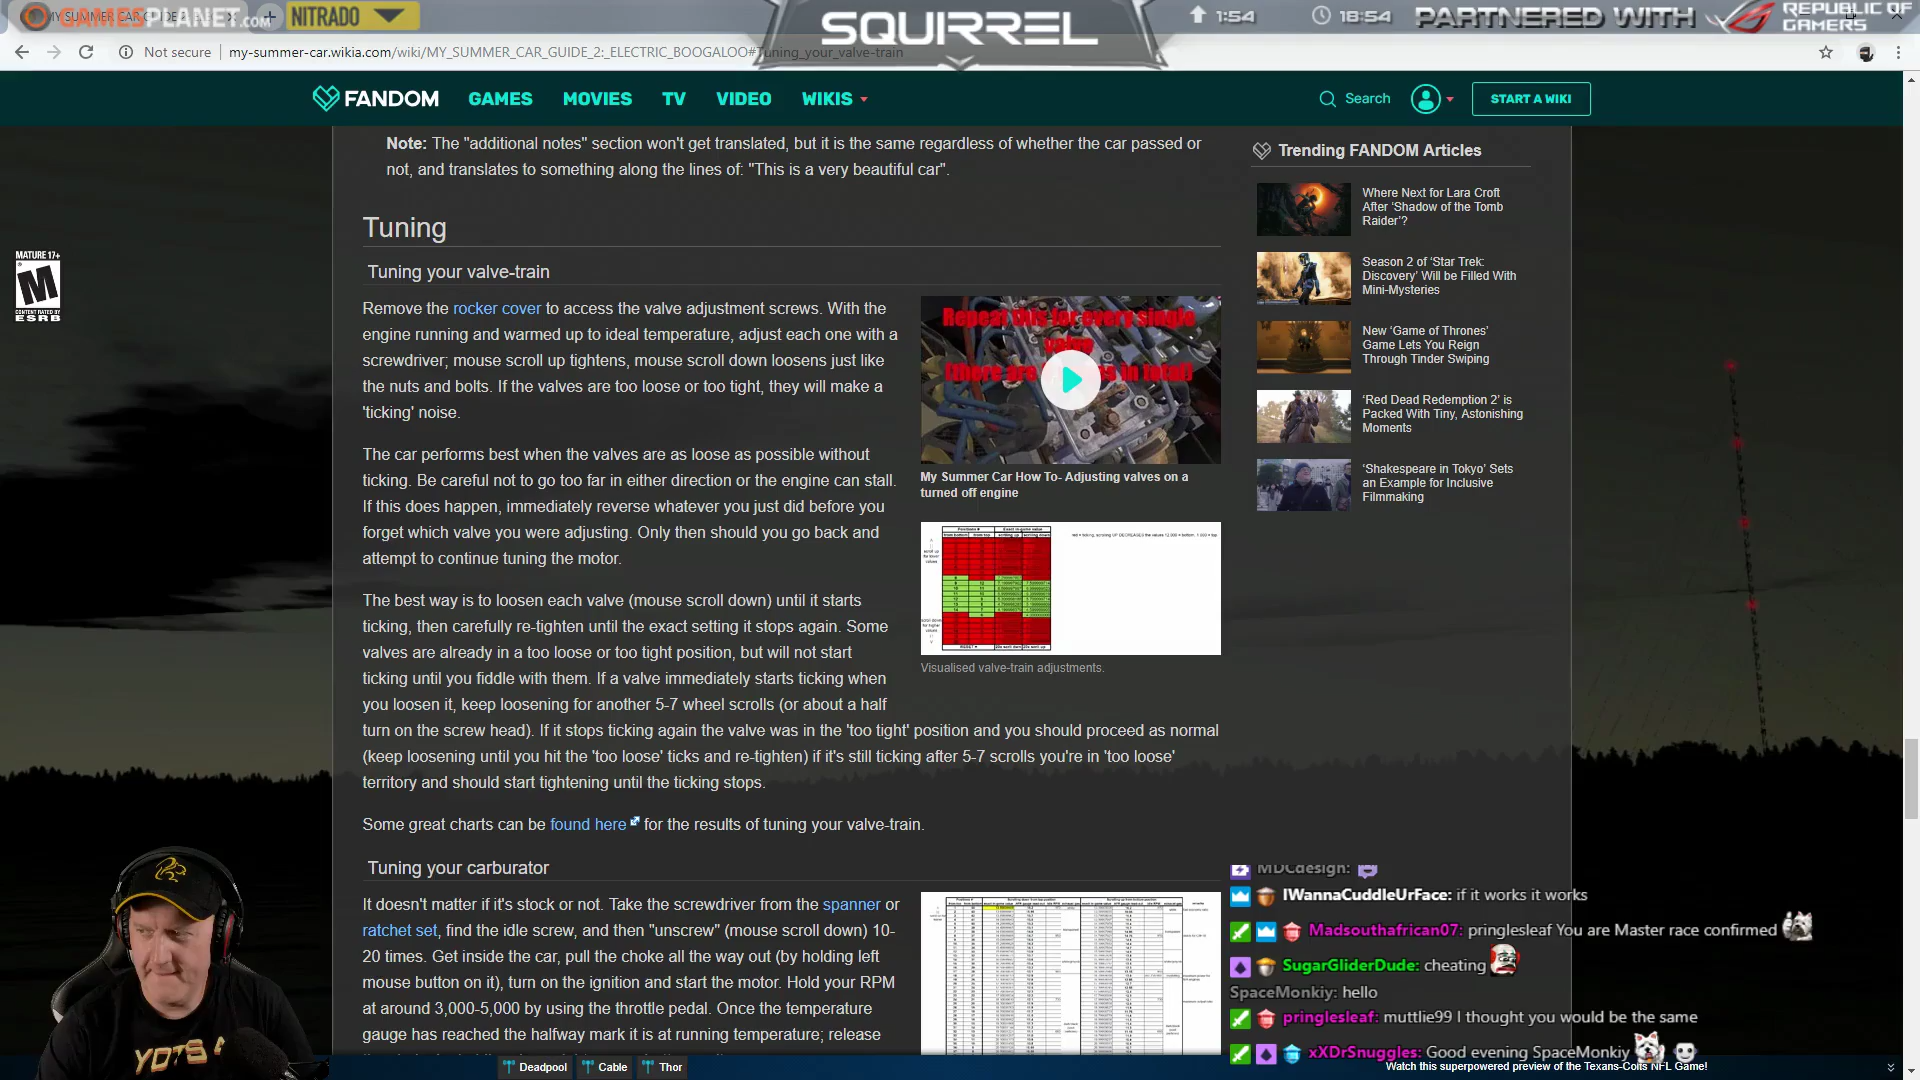 GAMESPLANET.com
NITRADO
SQUIRREL
1:54
18:54
PARTNERED WITH
REPUBLIC OF
GAMERS
Not secure
my-summer-car.wikia.com/wiki/MY_SUMMER_CAR_GUIDE_2:_ELECTRIC_BOOGALOO#Tuning_your_valve-train
FANDOM
GAMES
MOVIES
TV
VIDEO
WIKIS
Search
START A WIKI
Note: The "additional notes" section won't get translated, but it is the same regardless of whether the car passed or
not, and translates to something along the lines of: "This is a very beautiful car".
Tuning
Tuning your valve-train
Remove the rocker cover to access the valve adjustment screws. With the
engine running and warmed up to ideal temperature, adjust each one with a
screwdriver; mouse scroll up tightens, mouse scroll down loosens just like
the nuts and bolts. If the valves are too loose or too tight, they will make a
'ticking' noise.
The car performs best when the valves are as loose as possible without
ticking. Be careful not to go too far in either direction or the engine can stall.
If this does happen, immediately reverse whatever you just did before you
forget which valve you were adjusting. Only then should you go back and
attempt to continue tuning the motor.
The best way is to loosen each valve (mouse scroll down) until it starts
ticking, then carefully re-tighten until the exact setting it stops again. Some
valves are already in a too loose or too tight position, but will not start
ticking until you fiddle with them. If a valve immediately starts ticking when
you loosen it, keep loosening for another 5-7 wheel scrolls (or about a half
turn on the screw head). If it stops ticking again the valve was in the 'too tight' position and you should proceed as normal
(keep loosening until you hit the 'too loose' ticks and re-tighten) if it's still ticking after 5-7 scrolls you're in 'too loose'
territory and should start tightening until the ticking stops.
Some great charts can be found here for the results of tuning your valve-train.
Tuning your carburator
It doesn't matter if it's stock or not. Take the screwdriver from the spanner or
ratchet set, find the idle screw, and then "unscrew" (mouse scroll down) 10-
20 times. Get inside the car, pull the choke all the way out (by holding left
mouse button on it), turn on the ignition and start the motor. Hold your RPM
at around 3,000-5,000 by using the throttle pedal. Once the temperature
gauge has reached the halfway mark it is at running temperature; release
Repeat this for every single
valve
My Summer Car How To- Adjusting valves on a
turned off engine
Visualised valve-train adjustments.
Trending FANDOM Articles
Where Next for Lara Croft
After 'Shadow of the Tomb
Raider'?
Season 2 of 'Star Trek:
Discovery' Will be Filled With
Mini-Mysteries
New 'Game of Thrones'
Game Lets You Reign
Through Tinder Swiping
'Red Dead Redemption 2' is
Packed With Tiny, Astonishing
Moments
'Shakespeare in Tokyo' Sets
an Example for Inclusive
Filmmaking
MATURE 17+
M
CONTENT RATED BY
ESRB
MDCdesign:
IWannaCuddleUrFace: if it works it works
Madsouthafrican07: pringlesleaf You are Master race confirmed
SugarGliderDude: cheating
SpaceMonkiy: hello
pringlesleaf: muttlie99 I thought you would be the same
xXDrSnuggles: Good evening SpaceMonkiy
Deadpool
Cable
Thor
Watch this superpowered preview of the Texans-Colts NFL Game!